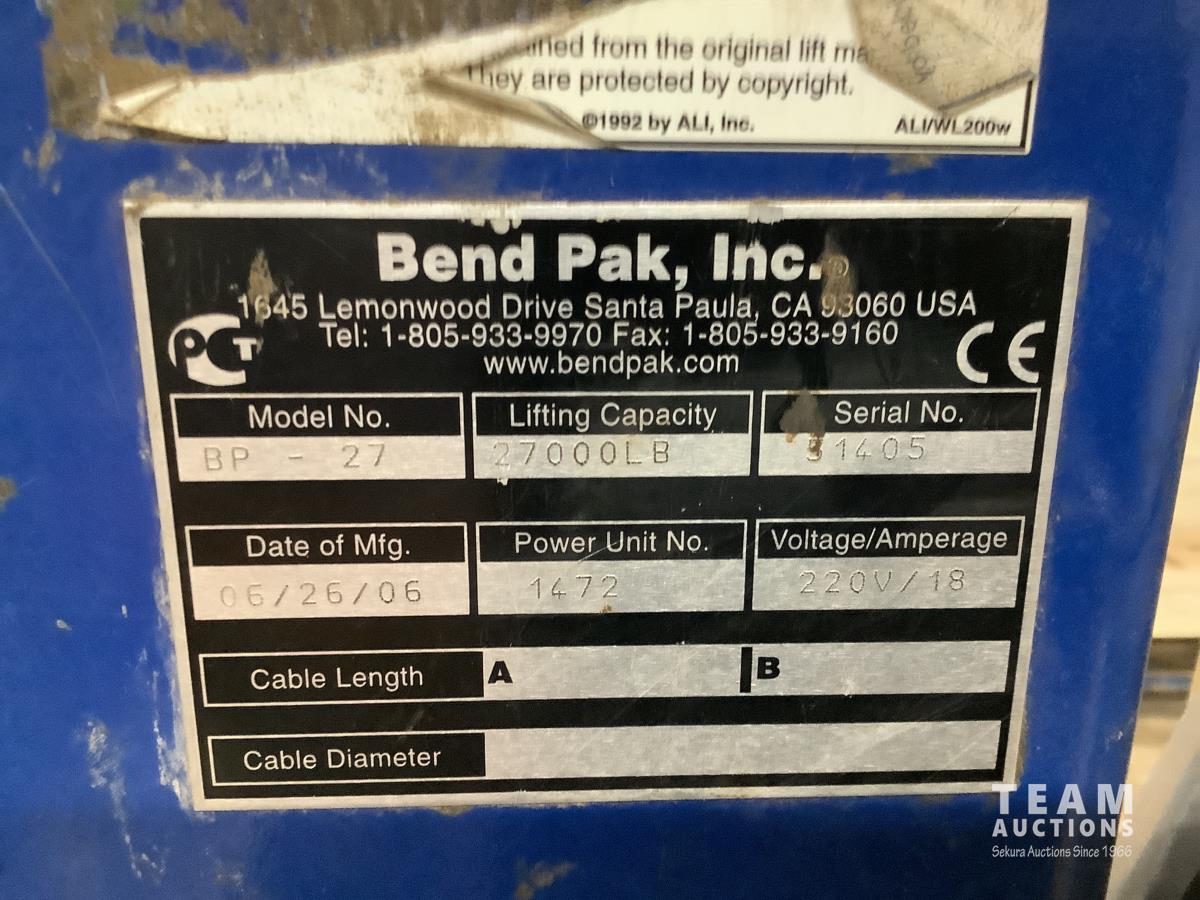 from the original lift
They are protected by copyright.
©1992 by ALI, Inc. ALI/WL200w
Bend Pak, Inc.®
1645 Lemonwood Drive Santa Paula, CA 93060 USA
Tel: 1-805-933-9970 Fax: 1-805-933-9160
www.bendpak.com
PCT CE
Model No. Lifting Capacity Serial No.
BP - 27 27000LB 51405
Date of Mfg. Power Unit No. Voltage/Amperage
06/26/06 1472 220V/18
Cable Length A B
Cable Diameter
TEAM
AUCTIONS
Sekura Auctions Since 1966